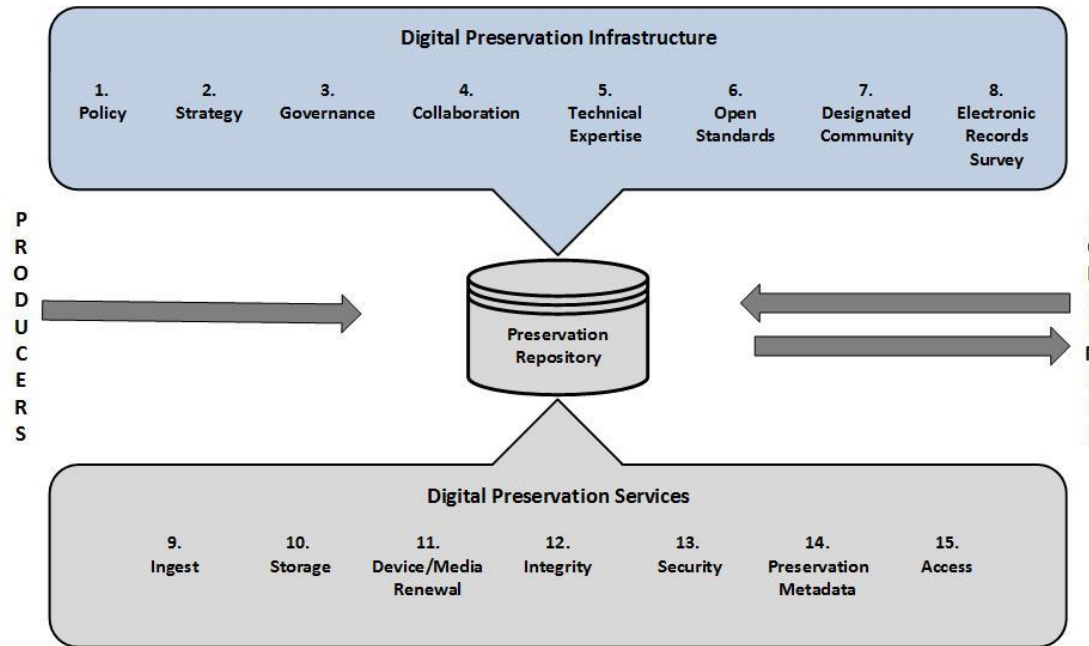 Digital Preservation Infrastructure
1. 2. 3. 4. 5. 6. 7. 8.
Policy Strategy Governance Collaboration Technical Open Designated Electronic
Expertise Standards Community Records
Survey
PRODUCERS
Preservation
Repository
Digital Preservation Services
9. 10. 11. 12. 13. 14. 15.
Ingest Storage Device/Media Integrity Security Preservation Access
Renewal Metadata